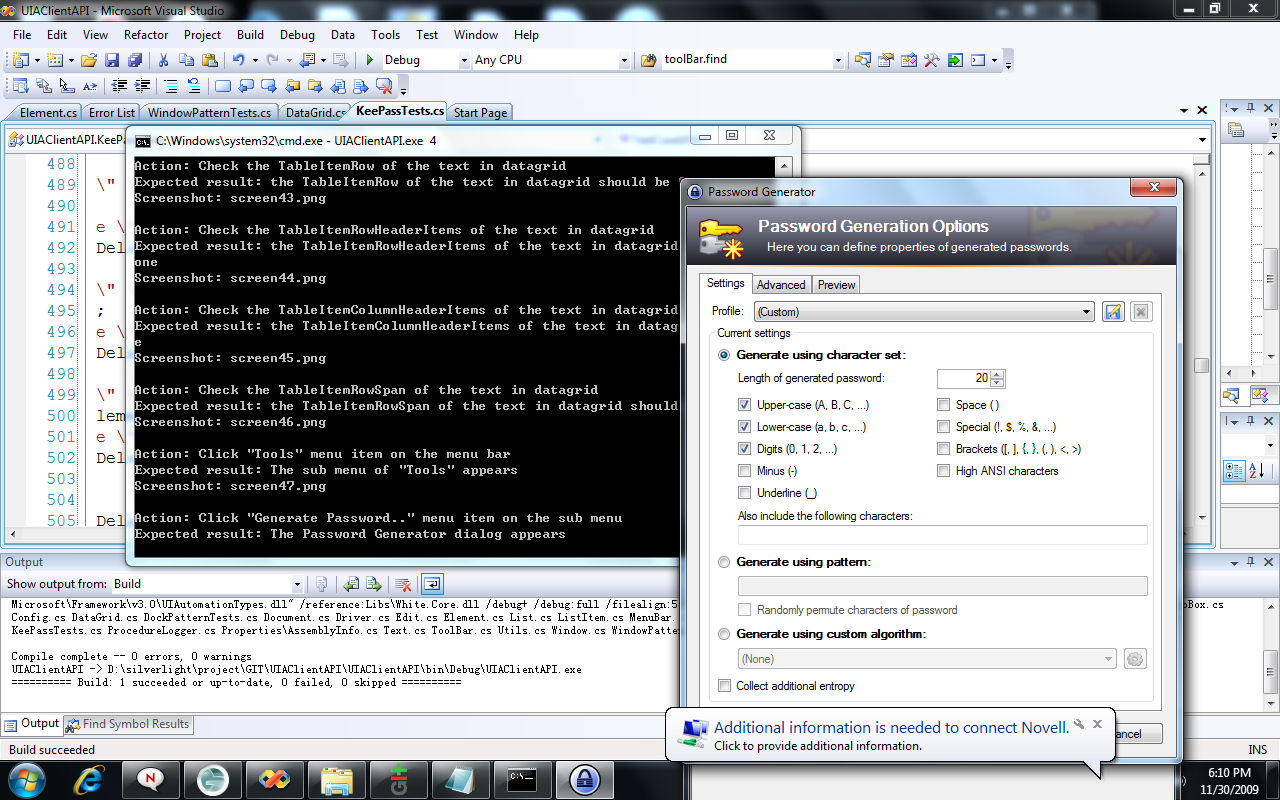 UIAClientAPI - Microsoft Visual Studio
File Edit View Refactor Project Build Debug Data Tools Test Window Help
Debug Any CPU toolBar.find
Element.cs Error List WindowPatternTests.cs DataGrid.cs KeePassTests.cs Start Page
UIAClientAPI.KeePa
C:\Windows\system32\cmd.exe - UIAClientAPI.exe 4
488
489 \"
490
491 e \
492 Del
493
494 \"
495 ;
496 e \
497 Del
498
499 \"
500 lem
501 e \
502 Del
503
504
505 Del
Action: Check the TableItemRow of the text in datagrid
Expected result: the TableItemRow of the text in datagrid should be
Screenshot: screen43.png
Action: Check the TableItemRowHeaderItems of the text in datagrid
Expected result: the TableItemRowHeaderItems of the text in datagrid
one
Screenshot: screen44.png
Action: Check the TableItemColumnHeaderItems of the text in datagrid
Expected result: the TableItemColumnHeaderItems of the text in datag
e
Screenshot: screen45.png
Action: Check the TableItemRowSpan of the text in datagrid
Expected result: the TableItemRowSpan of the text in datagrid should
Screenshot: screen46.png
Action: Click "Tools" menu item on the menu bar
Expected result: The sub menu of "Tools" appears
Screenshot: screen47.png
Action: Click "Generate Password.." menu item on the sub menu
Expected result: The Password Generator dialog appears
Password Generator
Password Generation Options
Here you can define properties of generated passwords.
Settings Advanced Preview
Profile: (Custom)
Current settings
Generate using character set:
Length of generated password: 20
Upper-case (A, B, C, ...) Space ( )
Lower-case (a, b, c, ...) Special (!, $, %, &, ...)
Digits (0, 1, 2, ...) Brackets ([, ], {, }, (, ), <, >)
Minus (-) High ANSI characters
Underline (_)
Also include the following characters:
Generate using pattern:
Randomly permute characters of password
Generate using custom algorithm:
(None)
Collect additional entropy
ancel
Additional information is needed to connect Novell.
Click to provide additional information.
Output
Show output from: Build
Microsoft\Framework\v3.0\UIAutomationTypes.dll" /reference:Libs\White.Core.dll /debug+ /debug:full /filealign:5
oBox.cs
Config.cs DataGrid.cs DockPatternTests.cs Document.cs Driver.cs Edit.cs Element.cs List.cs ListItem.cs MenuBar.
KeePassTests.cs ProcedureLogger.cs Properties\AssemblyInfo.cs Text.cs ToolBar.cs Utils.cs Window.cs WindowPatte
Compile complete -- 0 errors, 0 warnings
UIAClientAPI -> D:\silverlight\project\GIT\UIAClientAPI\UIAClientAPI\bin\Debug\UIAClientAPI.exe
========== Build: 1 succeeded or up-to-date, 0 failed, 0 skipped ==========
Output Find Symbol Results
Build succeeded INS
6:10 PM
11/30/2009